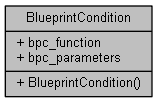 BlueprintCondition
+ bpc_function
+ bpc_parameters
+ BlueprintCondition()